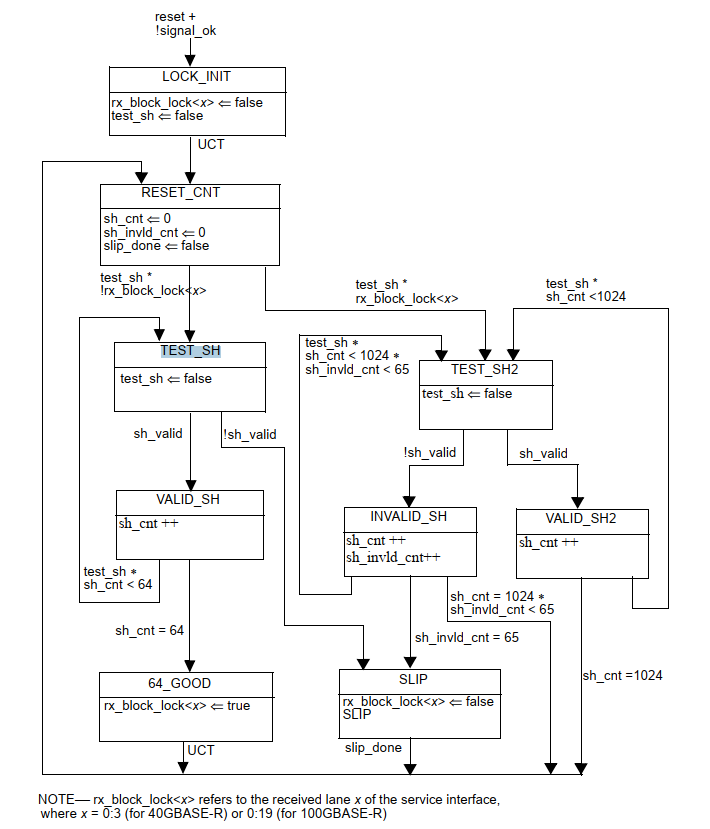 reset +
!signal_ok
LOCK_INIT
rx_block_lock<x> ⇐ false
test_sh ⇐ false
UCT
RESET_CNT
sh_cnt ⇐ 0
sh_invld_cnt ⇐ 0
slip_done ⇐ false
test_sh *
!rx_block_lock<x>
test_sh *
rx_block_lock<x>
test_sh *
sh_cnt <1024
TEST_SH
test_sh ⇐ false
test_sh *
sh_cnt < 1024 *
sh_invld_cnt < 65
TEST_SH2
test_sh ⇐ false
sh_valid
!sh_valid
!sh_valid
sh_valid
VALID_SH
sh_cnt ++
INVALID_SH
sh_cnt ++
sh_invld_cnt++
VALID_SH2
sh_cnt ++
test_sh *
sh_cnt < 64
sh_cnt = 1024 *
sh_invld_cnt < 65
sh_cnt = 64
sh_invld_cnt = 65
sh_cnt =1024
64_GOOD
rx_block_lock<x> ⇐ true
SLIP
rx_block_lock<x> ⇐ false
SLIP
UCT
slip_done
NOTE— rx_block_lock<x> refers to the received lane x of the service interface,
where x = 0:3 (for 40GBASE-R) or 0:19 (for 100GBASE-R)